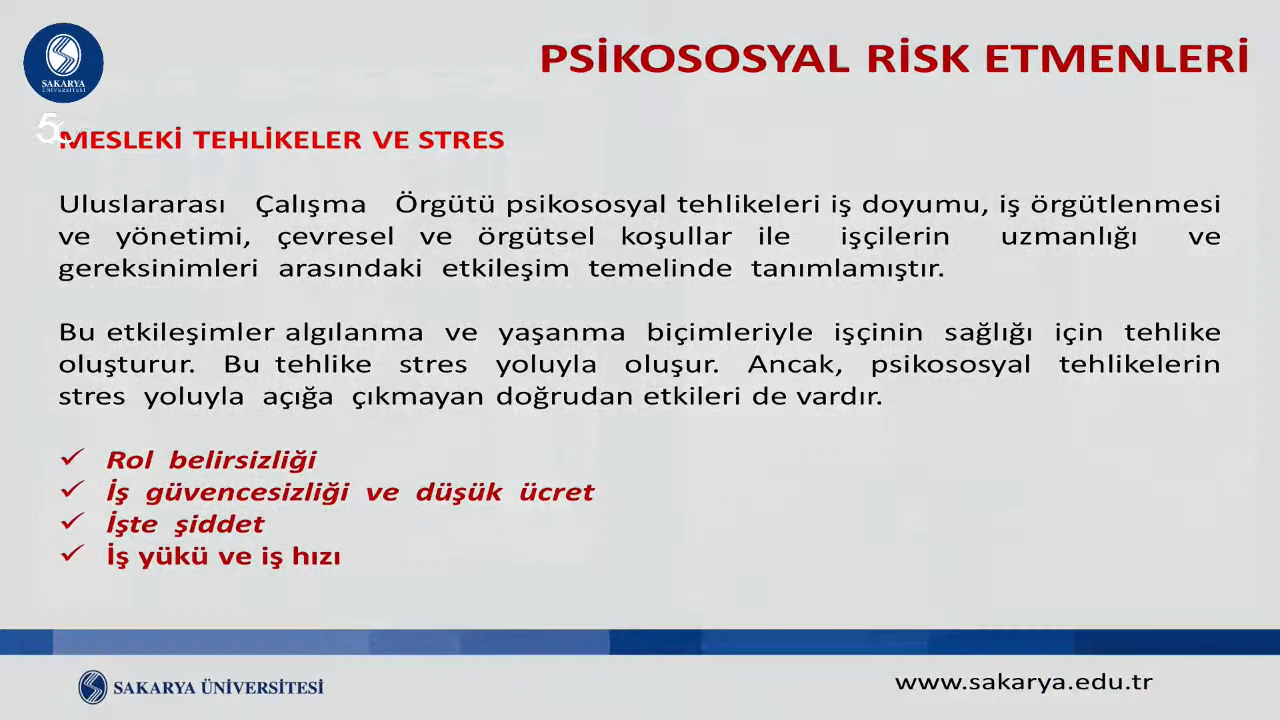 PSİKOSOSYAL RİSK ETMENLERİ
SAKARYA
ÜNİVERSİTESİ
MESLEKİ TEHLİKELER VE STRES
Uluslararası Çalışma Örgütü psikososyal tehlikeleri iş doyumu, iş örgütlenmesi
ve yönetimi, çevresel ve örgütsel koşullar ile işçilerin uzmanlığı ve
gereksinimleri arasındaki etkileşim temelinde tanımlamıştır.
Bu etkileşimler algılanma ve yaşanma biçimleriyle işçinin sağlığı için tehlike
oluşturur. Bu tehlike stres yoluyla oluşur. Ancak, psikososyal tehlikelerin
stres yoluyla açığa çıkmayan doğrudan etkileri de vardır.
✓ Rol belirsizliği
✓ İş güvencesizliği ve düşük ücret
✓ İşte şiddet
✓ İş yükü ve iş hızı
SAKARYA ÜNİVERSİTESİ
www.sakarya.edu.tr